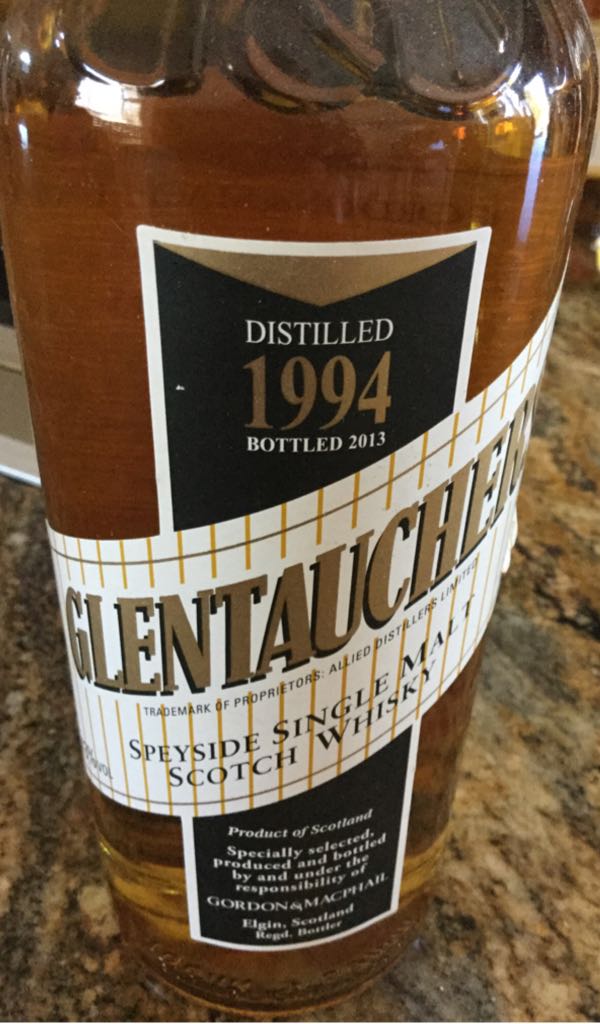 DISTILLED
1994
BOTTLED 2013
GLENTAUCHER
TRADEMARK OF PROPRIETORS: ALLIED DISTILLERS LIMITED
SPEYSIDE SINGLE MALT
SCOTCH WHISKY
Product of Scotland
Specially selected,
produced and bottled
by and under the
responsibility of
GORDON & MACPHAIL
Elgin, Scotland
Regd. Bottler